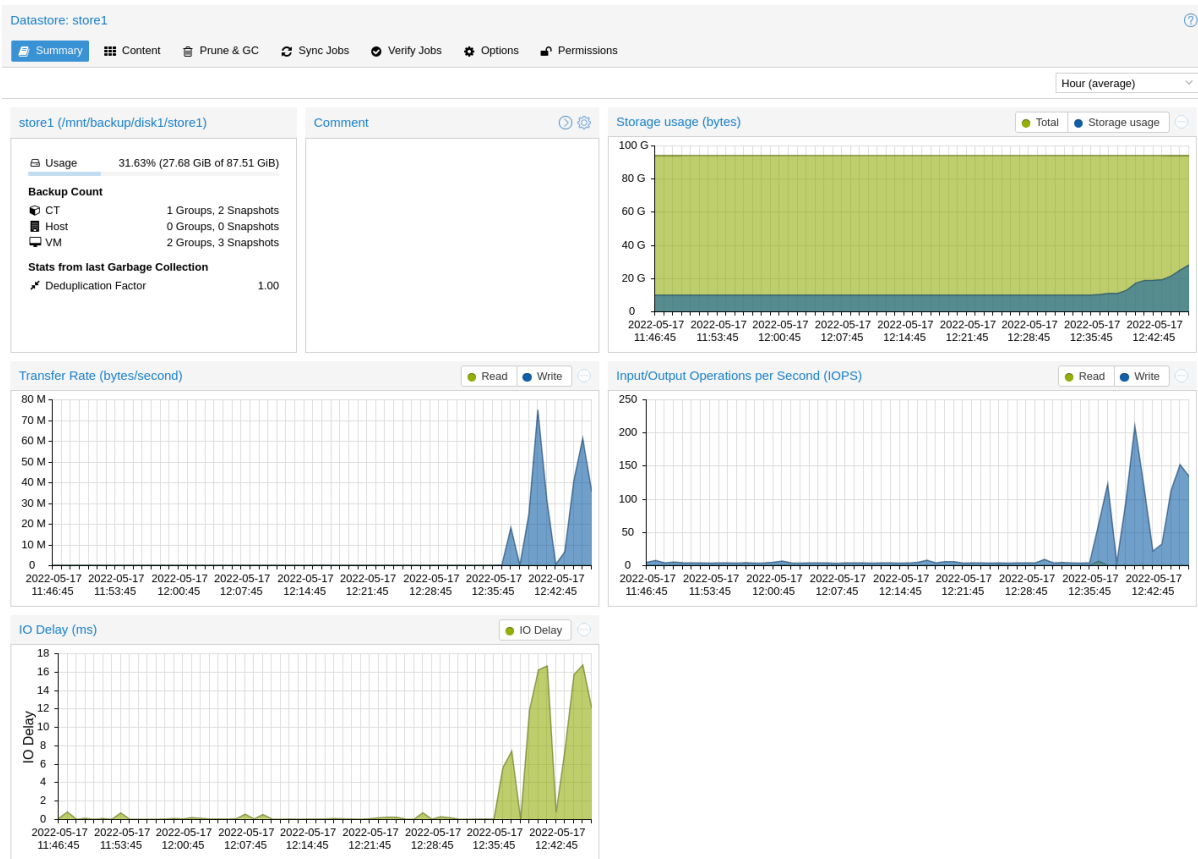 Datastore: store1
Summary Content Prune & GC Sync Jobs Verify Jobs Options Permissions
Hour (average)
store1 (/mnt/backup/disk1/store1)
Usage 31.63% (27.68 GiB of 87.51 GiB)
Backup Count
CT 1 Groups, 2 Snapshots
Host 0 Groups, 0 Snapshots
VM 2 Groups, 3 Snapshots
Stats from last Garbage Collection
Deduplication Factor 1.00
Comment
Storage usage (bytes) Total Storage usage
100 G
80 G
60 G
40 G
20 G
0
2022-05-17 2022-05-17 2022-05-17 2022-05-17 2022-05-17 2022-05-17 2022-05-17 2022-05-17 2022-05-17
11:46:45 11:53:45 12:00:45 12:07:45 12:14:45 12:21:45 12:28:45 12:35:45 12:42:45
Transfer Rate (bytes/second) Read Write
80 M
70 M
60 M
50 M
40 M
30 M
20 M
10 M
0
2022-05-17 2022-05-17 2022-05-17 2022-05-17 2022-05-17 2022-05-17 2022-05-17 2022-05-17 2022-05-17
11:46:45 11:53:45 12:00:45 12:07:45 12:14:45 12:21:45 12:28:45 12:35:45 12:42:45
Input/Output Operations per Second (IOPS) Read Write
250
200
150
100
50
0
2022-05-17 2022-05-17 2022-05-17 2022-05-17 2022-05-17 2022-05-17 2022-05-17 2022-05-17 2022-05-17
11:46:45 11:53:45 12:00:45 12:07:45 12:14:45 12:21:45 12:28:45 12:35:45 12:42:45
IO Delay (ms) IO Delay
IO Delay
18
16
14
12
10
8
6
4
2
0
2022-05-17 2022-05-17 2022-05-17 2022-05-17 2022-05-17 2022-05-17 2022-05-17 2022-05-17 2022-05-17
11:46:45 11:53:45 12:00:45 12:07:45 12:14:45 12:21:45 12:28:45 12:35:45 12:42:45